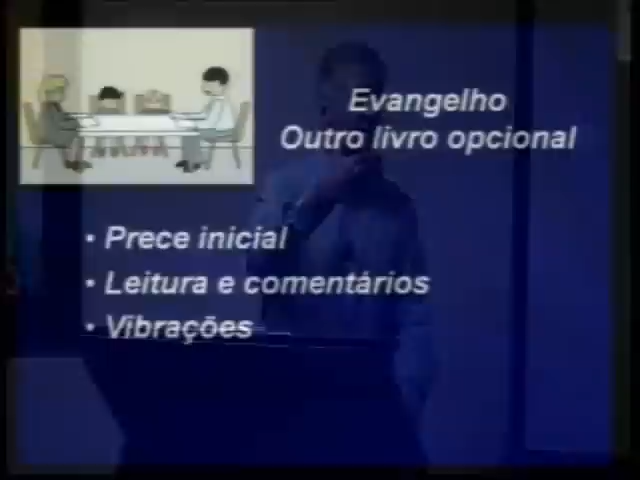 Evangelho
Outro livro opcional
• Prece inicial
• Leitura e comentários
• Vibrações